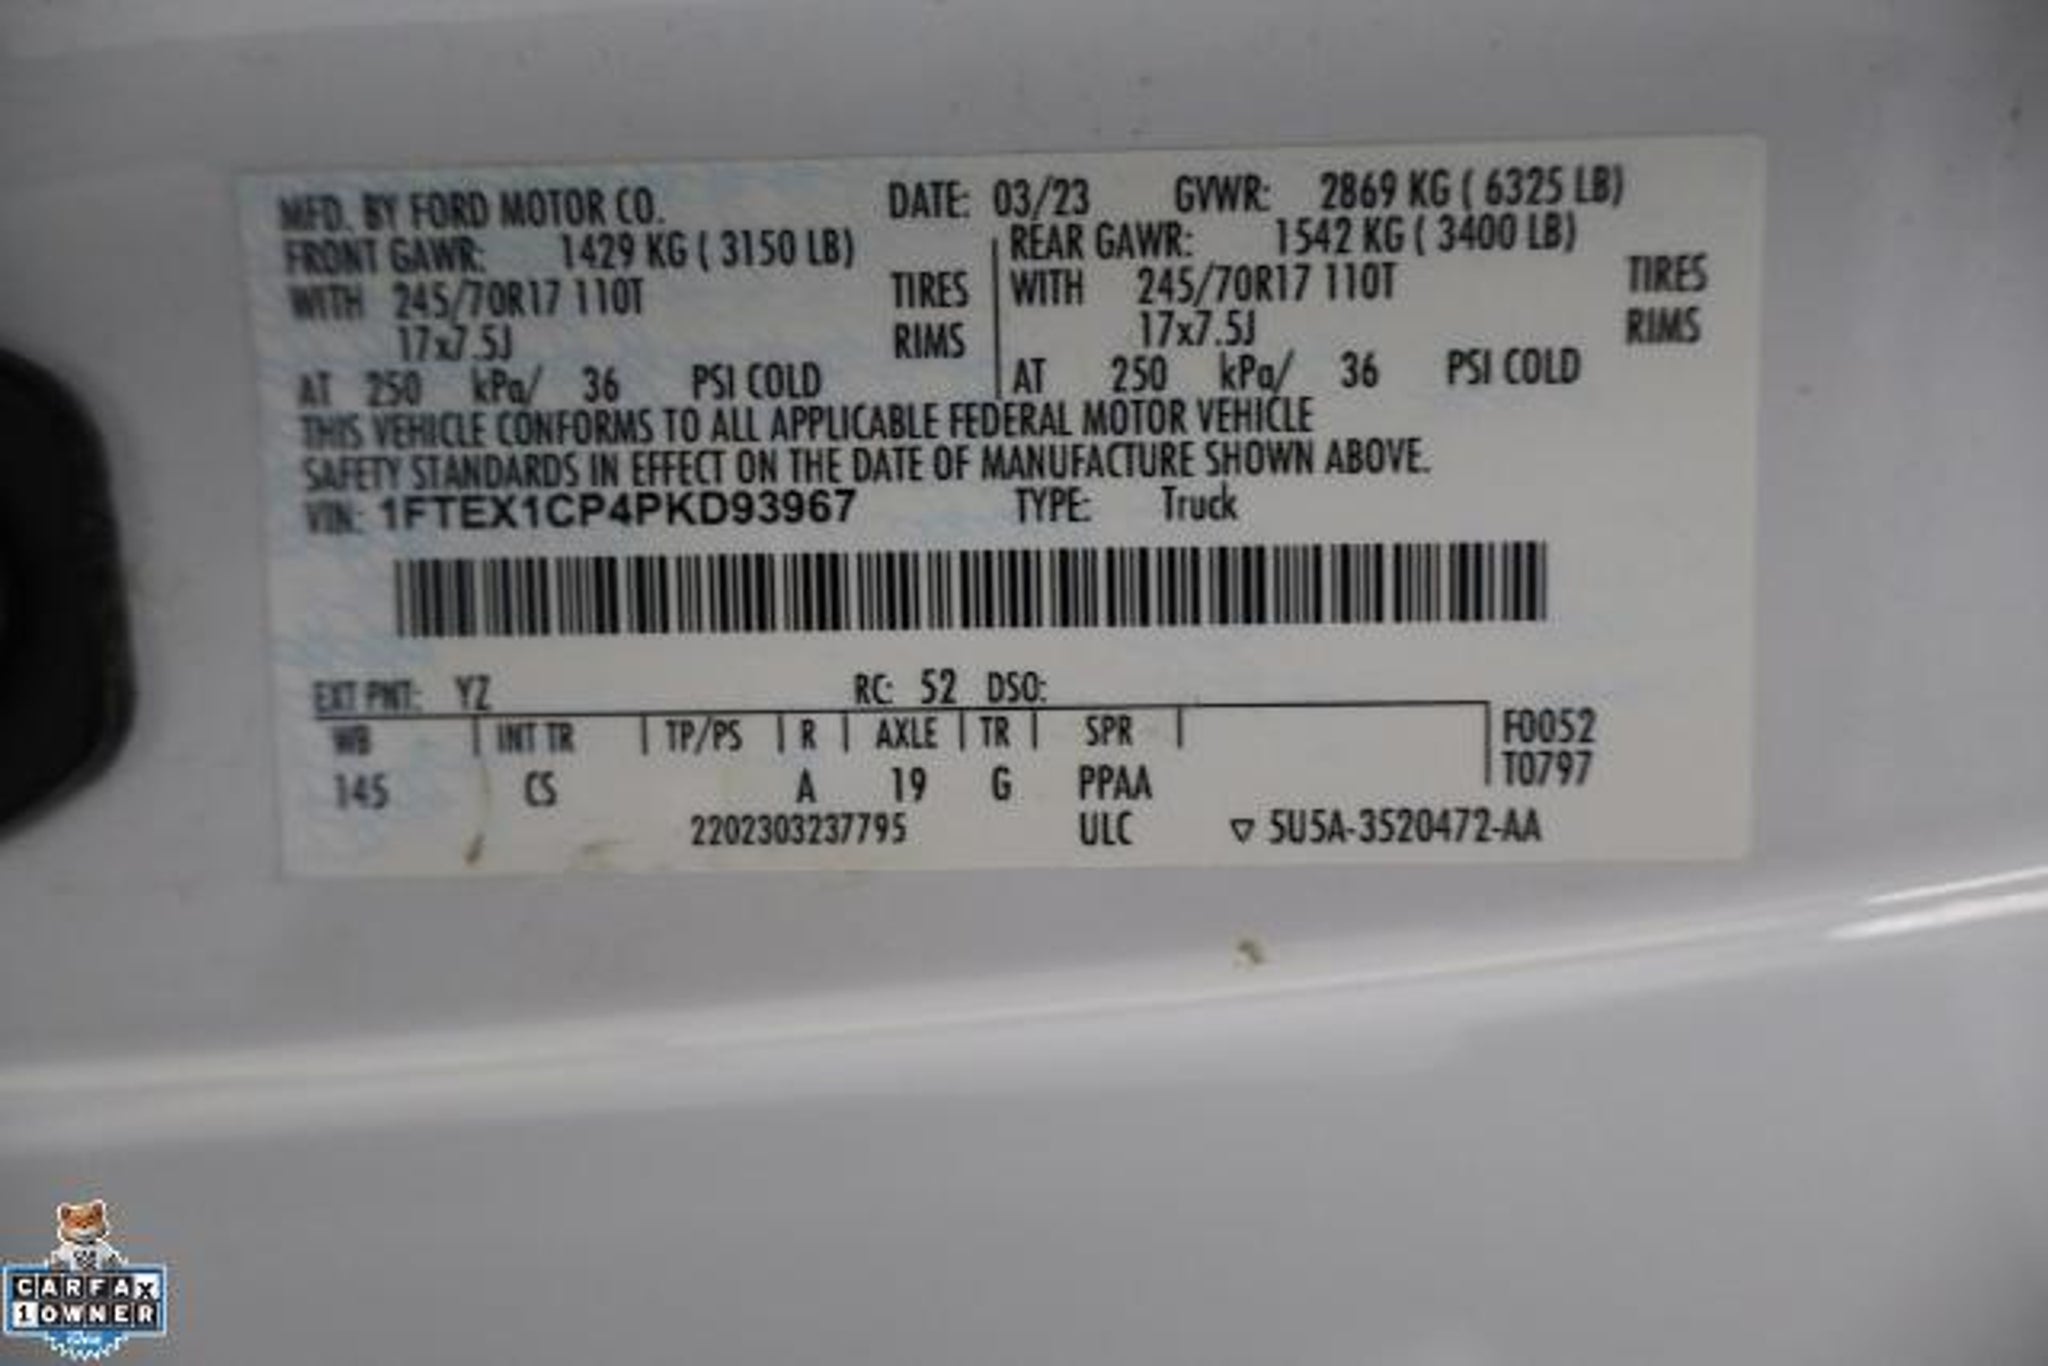 MFD. BY FORD MOTOR CO. DATE: 03/23 GVWR: 2869 KG ( 6325 LB)
FRONT GAWR: 1429 KG ( 3150 LB) REAR GAWR: 1542 KG ( 3400 LB)
WITH 245/70R17 110T TIRES WITH 245/70R17 110T TIRES
17x7.5J RIMS 17x7.5J RIMS
AT 250 kPa/ 36 PSI COLD AT 250 kPa/ 36 PSI COLD
THIS VEHICLE CONFORMS TO ALL APPLICABLE FEDERAL MOTOR VEHICLE
SAFETY STANDARDS IN EFFECT ON THE DATE OF MANUFACTURE SHOWN ABOVE.
VIN: 1FTEX1CP4PKD93967 TYPE: Truck
EXT PNT: YZ RC: 52 DSO:
WB INT TR TP/PS R AXLE TR SPR F0052
T0797
145 CS A 19 G PPAA
2202303237795 ULC ▽ 5U5A-3520472-AA
CARFAX
1 OWNER